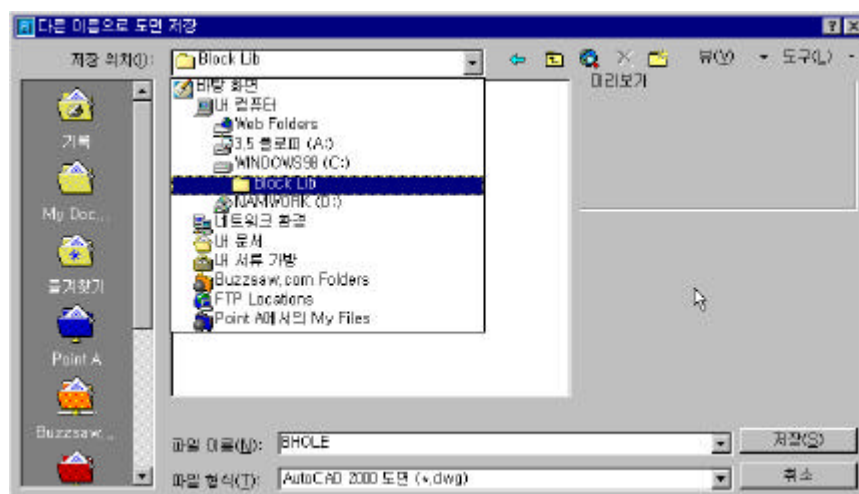 다른 이름으로 도면 저장
저장 위치(I):
Block Lib
뷰(V)
도구(L)
미리보기
바탕 화면
내 컴퓨터
Web Folders
3,5 플로피 (A:)
WINDOWS98 (C:)
block Lib
NAMWORK (D:)
네트워크 환경
내 문서
내 서류 가방
Buzzsaw,com Folders
FTP Locations
Point A에서의 My Files
기록
My Doc,,,
즐겨찾기
Point A
Buzzsaw,,,
파일 이름(N):
BHOLE
저장(S)
파일 형식(T):
AutoCAD 2000 도면 (*,dwg)
취소